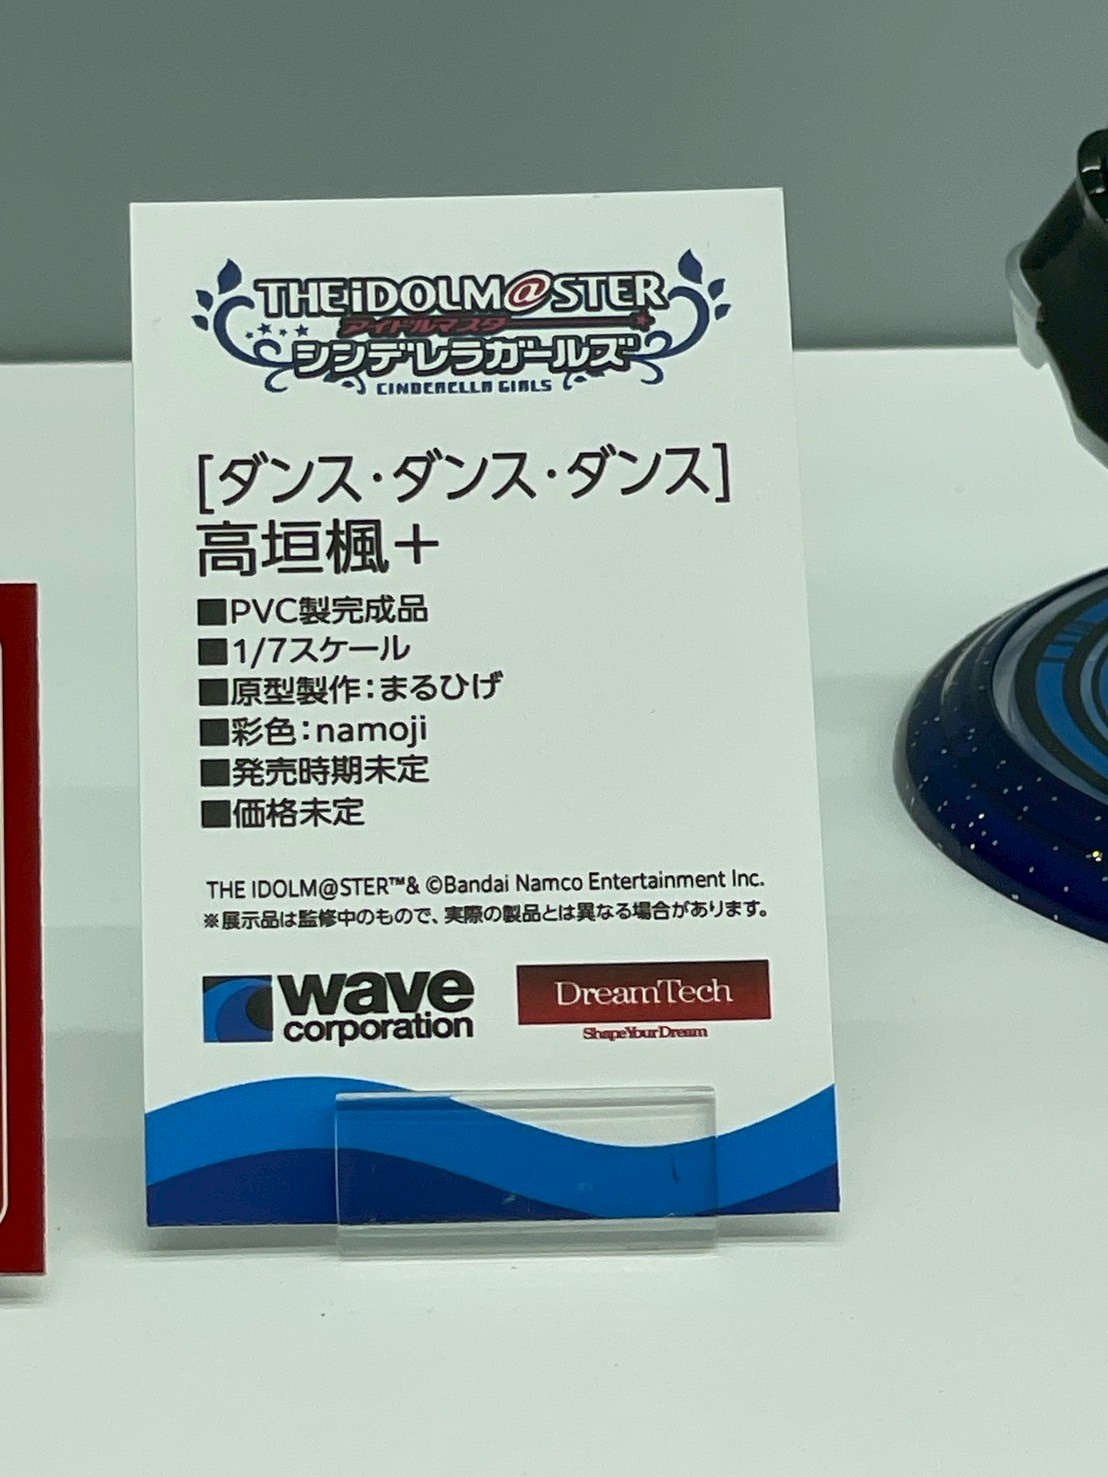 THE iDOLM@STER
アイドルマスター
シンデレラガールズ
CINDERELLA GIRLS
[ダンス・ダンス・ダンス]
高垣楓+
■PVC製完成品
■1/7スケール
■原型製作:まるひげ
■彩色:namoji
■発売時期未定
■価格未定
THE IDOLM@STER™& ©Bandai Namco Entertainment Inc.
※展示品は監修中のもので、実際の製品とは異なる場合があります。
wave
corporation
DreamTech
ShapeYourDream